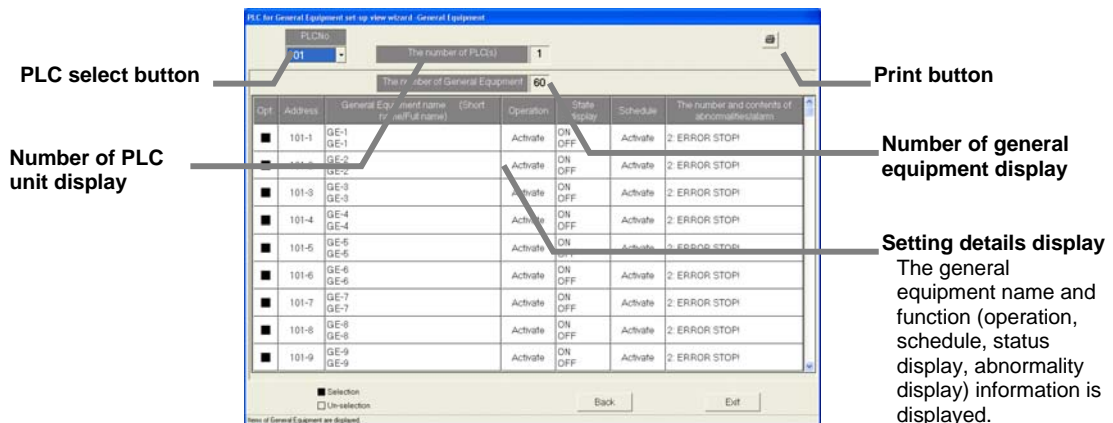 PLC for General Equipment set-up view wizard -General Equipment
PLCNo
101
The number of PLC(s) 1
The number of General Equipment 60
PLC select button
Print button
Number of PLC
unit display
Number of general
equipment display
Setting details display
The general
equipment name and
function (operation,
schedule, status
display, abnormality
display) information is
displayed.
Opt. Address General Equipment name (Short name/Full name) Operation State display Schedule The number and contents of abnormalities/alarm
101-1 GE-1 GE-1 Activate ON OFF Activate 2: ERROR STOP!
101-2 GE-2 GE-2 Activate ON OFF Activate 2: ERROR STOP!
101-3 GE-3 GE-3 Activate ON OFF Activate 2: ERROR STOP!
101-4 GE-4 GE-4 Activate ON OFF Activate 2: ERROR STOP!
101-5 GE-5 GE-5 Activate ON OFF Activate 2: ERROR STOP!
101-6 GE-6 GE-6 Activate ON OFF Activate 2: ERROR STOP!
101-7 GE-7 GE-7 Activate ON OFF Activate 2: ERROR STOP!
101-8 GE-8 GE-8 Activate ON OFF Activate 2: ERROR STOP!
101-9 GE-9 GE-9 Activate ON OFF Activate 2: ERROR STOP!
Selection
Un-selection
Back
Exit
Items of General Equipment are displayed.